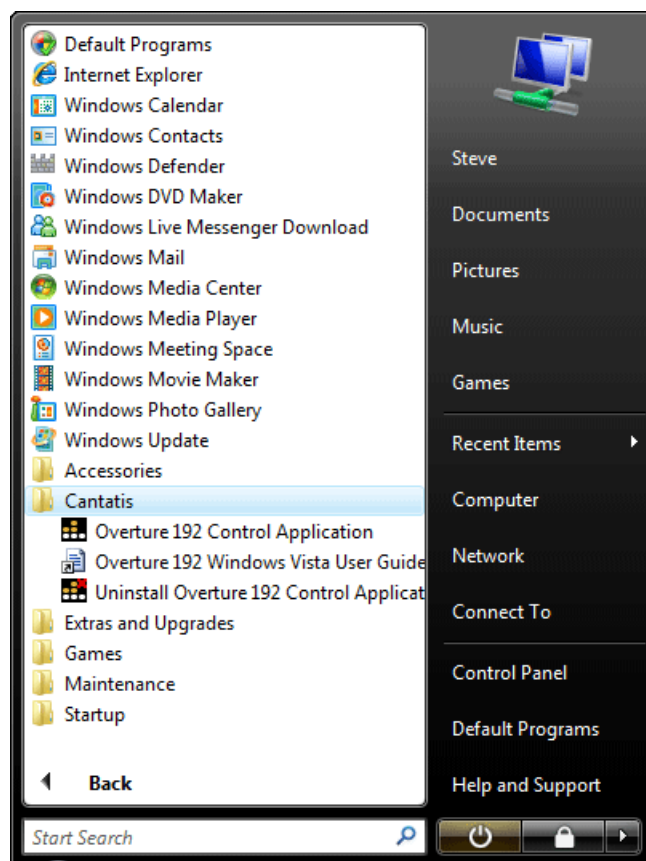 Default Programs
Internet Explorer
Windows Calendar
Windows Contacts
Windows Defender
Windows DVD Maker
Windows Live Messenger Download
Windows Mail
Windows Media Center
Windows Media Player
Windows Meeting Space
Windows Movie Maker
Windows Photo Gallery
Windows Update
Accessories
Cantatis
Overture 192 Control Application
Overture 192 Windows Vista User Guide
Uninstall Overture 192 Control Applicat
Extras and Upgrades
Games
Maintenance
Startup
Back
Start Search
Steve
Documents
Pictures
Music
Games
Recent Items
Computer
Network
Connect To
Control Panel
Default Programs
Help and Support